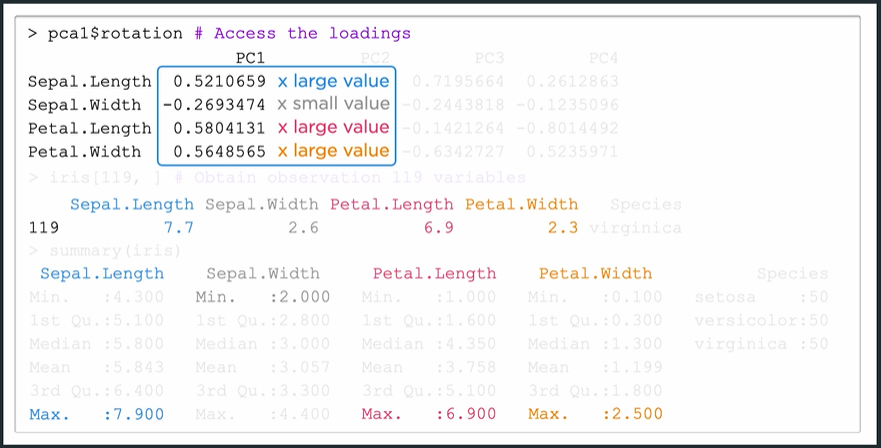 > pca1$rotation # Access the loadings
PC1 PC2 PC3 PC4
Sepal.Length 0.5210659 x large value 0.7195664 0.2612863
Sepal.Width -0.2693474 x small value -0.2443818 -0.1235096
Petal.Length 0.5804131 x large value -0.1421264 -0.8014492
Petal.Width 0.5648565 x large value -0.6342727 0.5235971
> iris[119, ] # Obtain observation 119 variables
Sepal.Length Sepal.Width Petal.Length Petal.Width Species
119 7.7 2.6 6.9 2.3 virginica
> summary(iris)
Sepal.Length Sepal.Width Petal.Length Petal.Width Species
Min. :4.300 Min. :2.000 Min. :1.000 Min. :0.100 setosa :50
1st Qu.:5.100 1st Qu.:2.800 1st Qu.:1.600 1st Qu.:0.300 versicolor:50
Median :5.800 Median :3.000 Median :4.350 Median :1.300 virginica :50
Mean :5.843 Mean :3.057 Mean :3.758 Mean :1.199
3rd Qu.:6.400 3rd Qu.:3.300 3rd Qu.:5.100 3rd Qu.:1.800
Max. :7.900 Max. :4.400 Max. :6.900 Max. :2.500